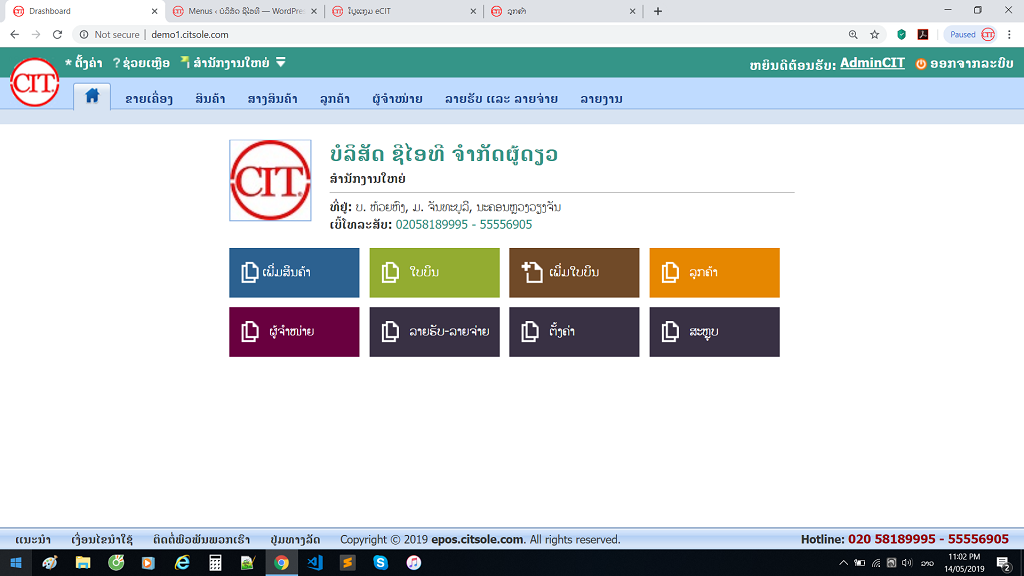 Drashboard
Menus ‹ ບໍລິສັດ ຊີໄອທີ — WordPre
ໂປຼແກຼມ eCIT
ລູກຄ້າ
Not secure | demo1.citsole.com
Paused
* ຕັ້ງຄ່າ ? ຊ່ວຍເຫຼືອ ສຳນັກງານໃຫຍ່
ຫຍິນດີຕ້ອນຮັບ: AdminCIT ອອກຈາກລະບົບ
CIT.
ຂາຍເຄື່ອງ ສິນຄ້າ ສາງສິນຄ້າ ລູກຄ້າ ຜູ້ຈຳໜ່າຍ ລາຍຮັບ ແລະ ລາຍຈ່າຍ ລາຍງານ
CIT
ບໍລິສັດ ຊີໄອທີ ຈຳກັດຜູ້ດຽວ
ສຳນັກງານໃຫຍ່
ທີ່ຢູ່: ບ. ຫ້ວຍຫົງ, ມ. ຈັນທະບູລີ, ນະຄອນຫຼວງວຽງຈັນ
ເບີໂທລະສັບ: 02058189995 - 55556905
ເພີ່ມສິນຄ້າ ໃບບິນ ເພີ່ມໃບບິນ ລູກຄ້າ
ຜູ້ຈຳໜ່າຍ ລາຍຮັບ-ລາຍຈ່າຍ ຕັ້ງຄ່າ ສະຫຼຸບ
ແນະນຳ ເງື່ອນໄຂນຳໃຊ້ ຕິດຕໍ່ພົວພັນພວກເຮົາ ປຸ່ມທາງລັດ Copyright © 2019 epos.citsole.com. All rights reserved.
Hotline: 020 58189995 - 55556905
ລາວ
11:02 PM
14/05/2019
2